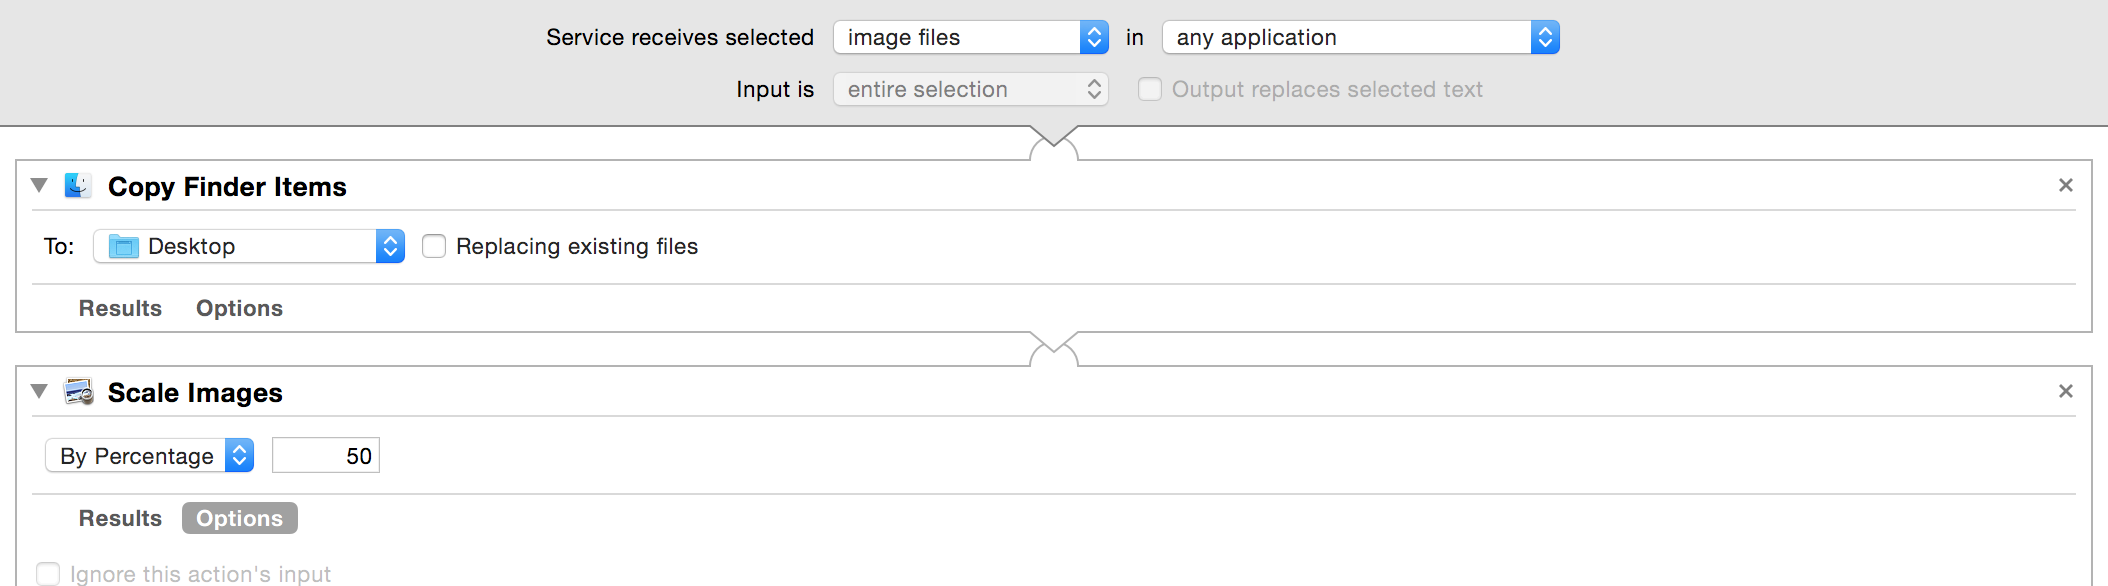 Service receives selected image files in any application
Input is entire selection Output replaces selected text
Copy Finder Items
To: Desktop Replacing existing files
Results Options
Scale Images
By Percentage 50
Results Options
Ignore this action's input